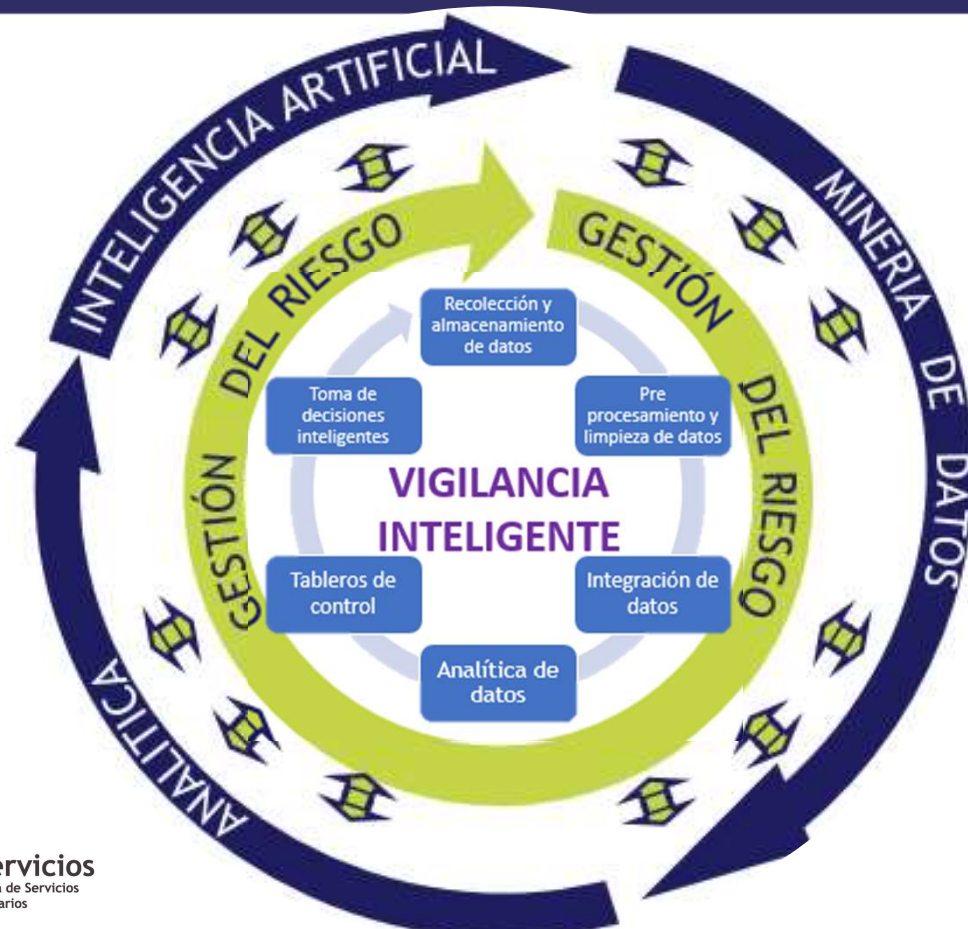 INTELIGENCIA ARTIFICIAL
MINERIA DE DATOS
ANALITICA
GESTIÓN DEL RIESGO
GESTIÓN DEL RIESGO
Recolección y
almacenamiento
de datos
Pre
procesamiento y
limpieza de datos
Integración de
datos
Analítica de
datos
Tableros de
control
Toma de
decisiones
inteligentes
VIGILANCIA
INTELIGENTE
ervicios
de Servicios
arios